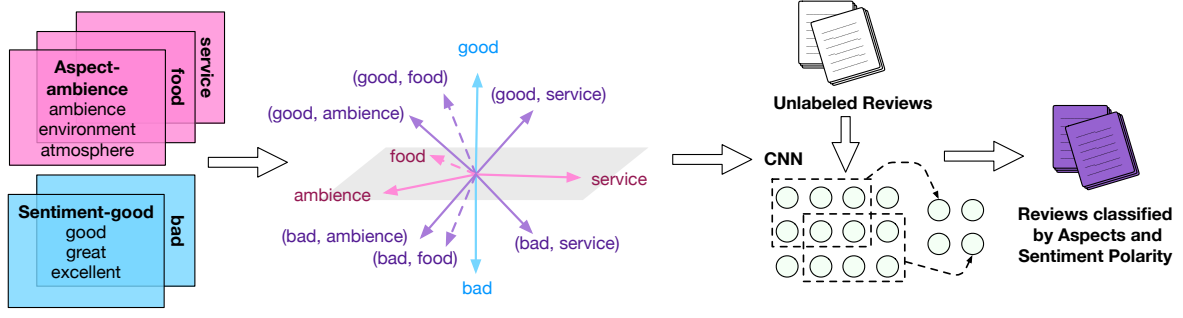 service
food
Aspect-
ambience
ambience
environment
atmosphere
bad
Sentiment-good
good
great
excellent
good
(good, food)
(good, service)
(good, ambience)
food
service
ambience
(bad, ambience)
(bad, service)
(bad, food)
bad
Unlabeled Reviews
CNN
Reviews classified
by Aspects and
Sentiment Polarity